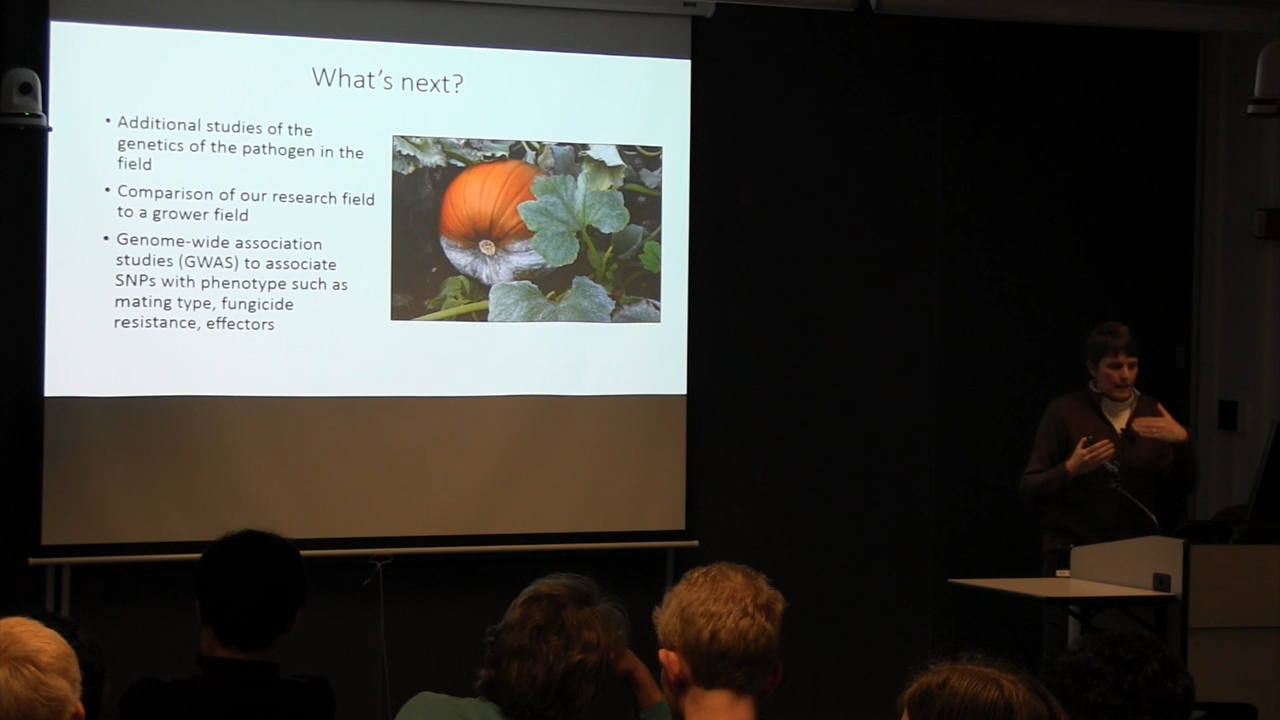 What's next?
• Additional studies of the
genetics of the pathogen in the
field
• Comparison of our research field
to a grower field
• Genome-wide association
studies (GWAS) to associate
SNPs with phenotype such as
mating type, fungicide
resistance, effectors